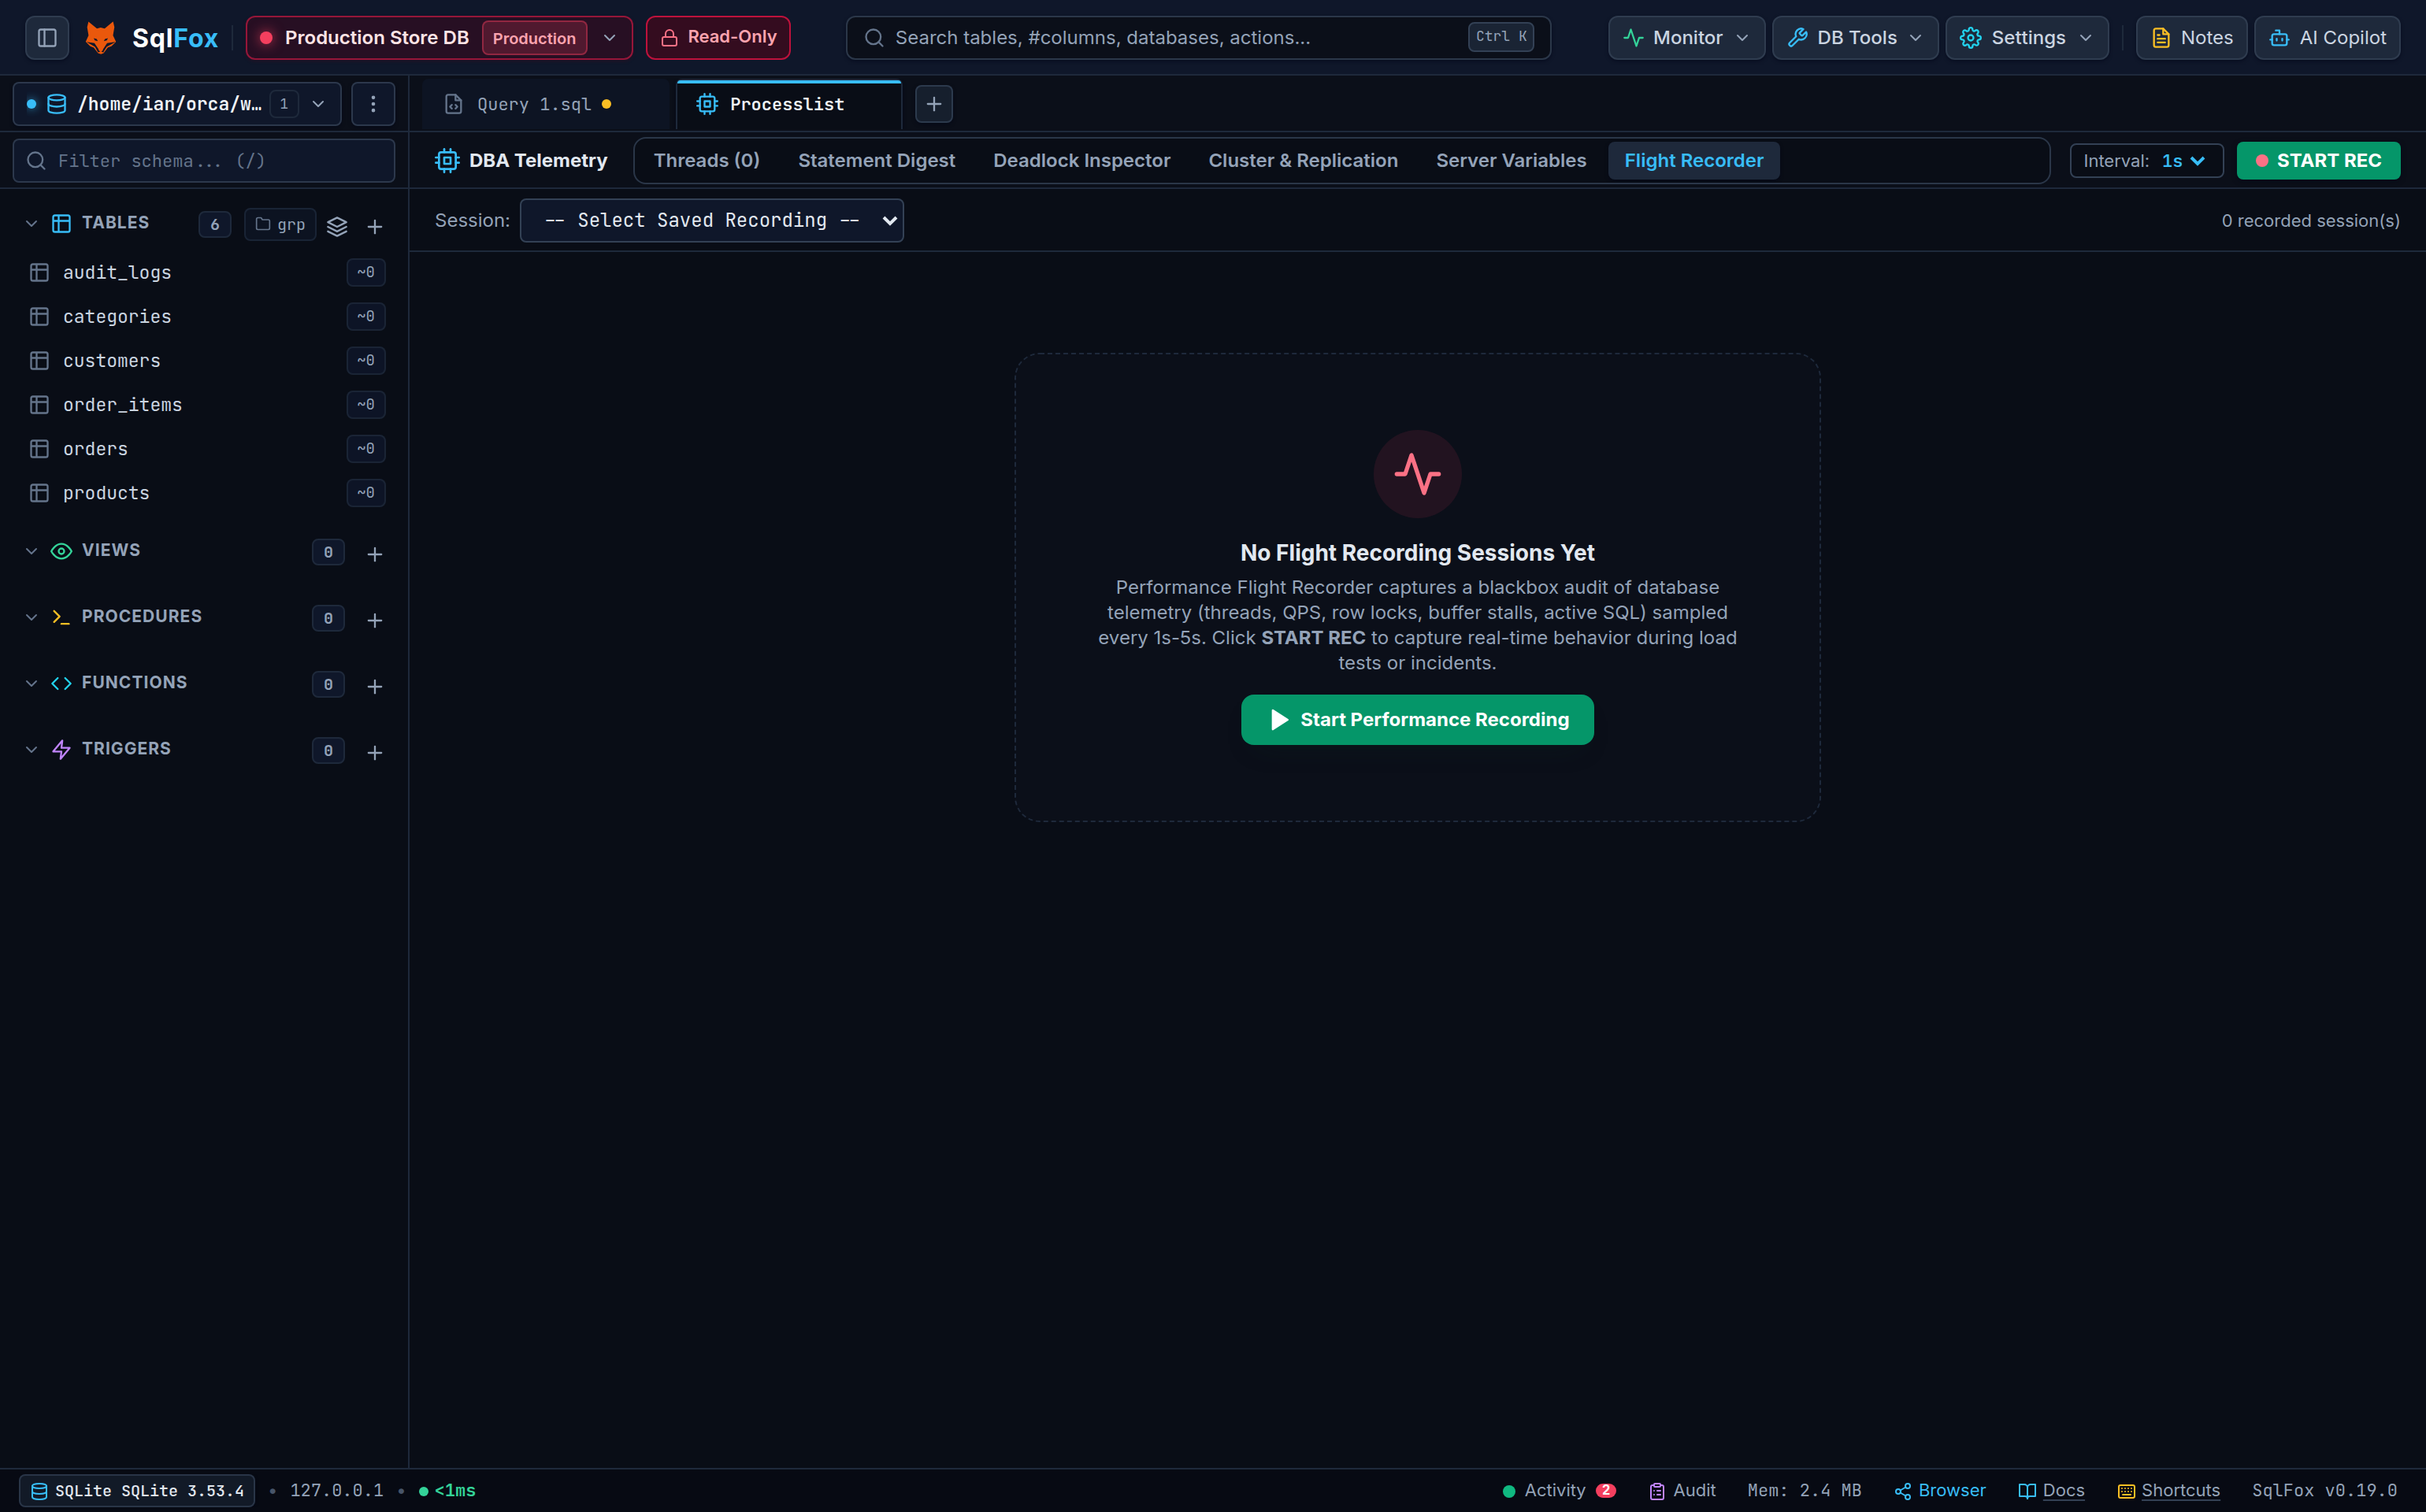 SqlFox
Production Store DB Production
Read-Only
Search tables, #columns, databases, actions... Ctrl K
Monitor
DB Tools
Settings
Notes
AI Copilot
/home/ian/orca/w… 1
Query 1.sql
Processlist
Filter schema... (/)
DBA Telemetry
Threads (0)
Statement Digest
Deadlock Inspector
Cluster & Replication
Server Variables
Flight Recorder
Interval: 1s
START REC
Session: -- Select Saved Recording --
0 recorded session(s)
TABLES 6 grp
audit_logs ~0
categories ~0
customers ~0
order_items ~0
orders ~0
products ~0
VIEWS 0
PROCEDURES 0
FUNCTIONS 0
TRIGGERS 0
No Flight Recording Sessions Yet
Performance Flight Recorder captures a blackbox audit of database
telemetry (threads, QPS, row locks, buffer stalls, active SQL) sampled
every 1s-5s. Click START REC to capture real-time behavior during load
tests or incidents.
Start Performance Recording
SQLite SQLite 3.53.4 • 127.0.0.1 • <1ms
Activity 2
Audit
Mem: 2.4 MB
Browser
Docs
Shortcuts
SqlFox v0.19.0